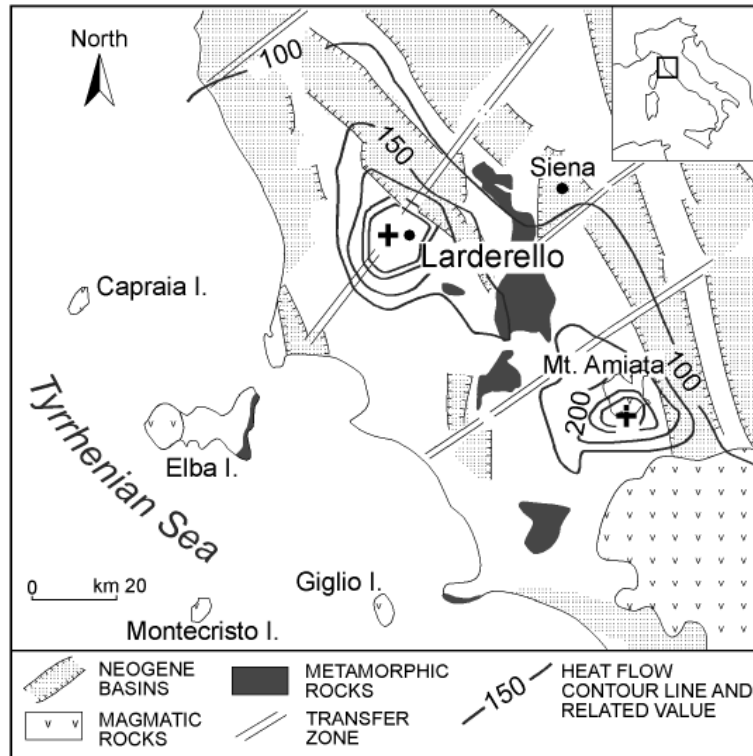 North
100
150
Siena
Larderello
Capraia I.
Mt. Amiata
100
200
Tyrrhenian Sea
Elba I.
0 km 20
Giglio I.
Montecristo I.
NEOGENE
BASINS
METAMORPHIC
ROCKS
HEAT FLOW
CONTOUR LINE AND
RELATED VALUE
150
MAGMATIC
ROCKS
TRANSFER
ZONE